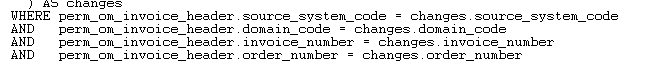 ) AS changes
WHERE perm_om_invoice_header.source_system_code = changes.source_system_code
AND   perm_om_invoice_header.domain_code = changes.domain_code
AND   perm_om_invoice_header.invoice_number = changes.invoice_number
AND   perm_om_invoice_header.order_number = changes.order_number